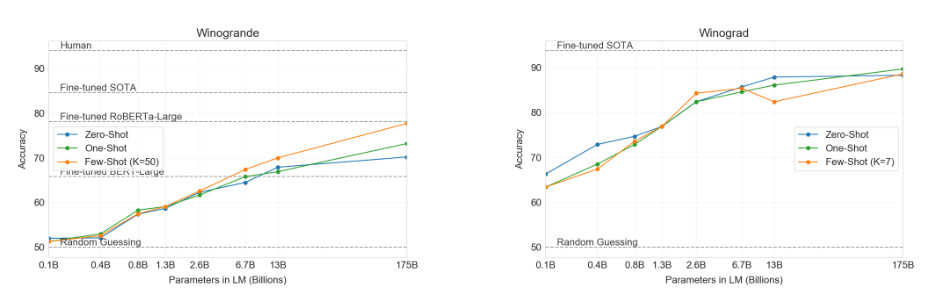 Winogrande
Human
90
Fine-tuned SOTA
80
Fine-tuned RoBERTa-Large
Accuracy
Zero-Shot
One-Shot
Few-Shot (K=50)
70
Fine-tuned BERT-Large
60
Random Guessing
50
0.1B 0.4B 0.8B 1.3B 2.6B 6.7B 13B 175B
Parameters in LM (Billions)
Winograd
Fine-tuned SOTA
90
80
Accuracy
Zero-Shot
One-Shot
Few-Shot (K=7)
70
60
Random Guessing
50
0.1B 0.4B 0.8B 1.3B 2.6B 6.7B 13B 175B
Parameters in LM (Billions)